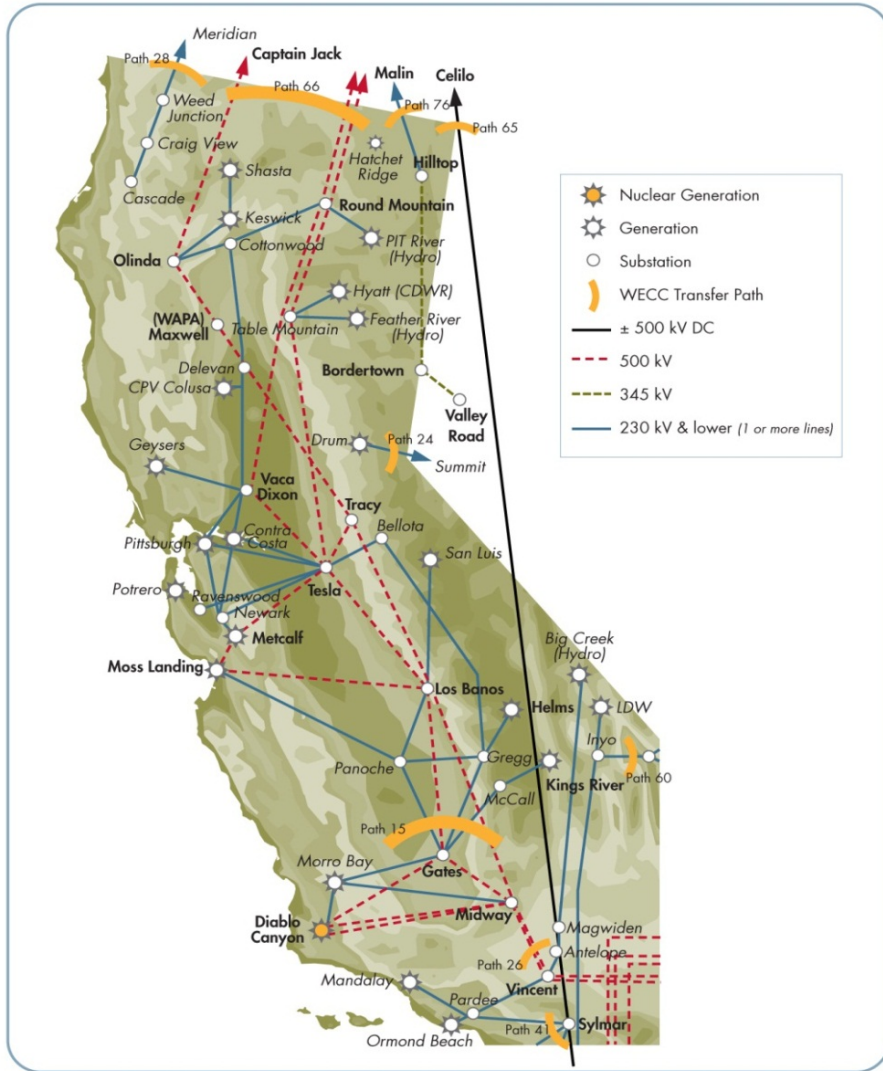 Meridian
Path 28
Captain Jack
Path 66
Malin
Celilo
Path 76
Path 65
Weed
Junction
Craig View
Cascade
Shasta
Hatchet
Ridge
Hilltop
Keswick
Round Mountain
Cottonwood
PIT River
(Hydro)
Olinda
Hyatt (CDWR)
(WAPA)
Maxwell
Table Mountain
Feather River
(Hydro)
Delevan
CPV Colusa
Bordertown
Valley
Road
Geysers
Drum
Path 24
Summit
Vaca
Dixon
Tracy
Bellota
Pittsburgh
Contra
Costa
San Luis
Tesla
Potrero
Ravenswood
Newark
Metcalf
Big Creek
(Hydro)
Moss Landing
Los Banos
Helms
LDW
Inyo
Panoche
Gregg
Kings River
Path 60
McCall
Path 15
Morro Bay
Gates
Diablo
Canyon
Midway
Magwiden
Antelope
Path 26
Vincent
Mandalay
Pardee
Path 41
Sylmar
Ormond Beach
Nuclear Generation
Generation
Substation
WECC Transfer Path
± 500 kV DC
500 kV
345 kV
230 kV & lower (1 or more lines)